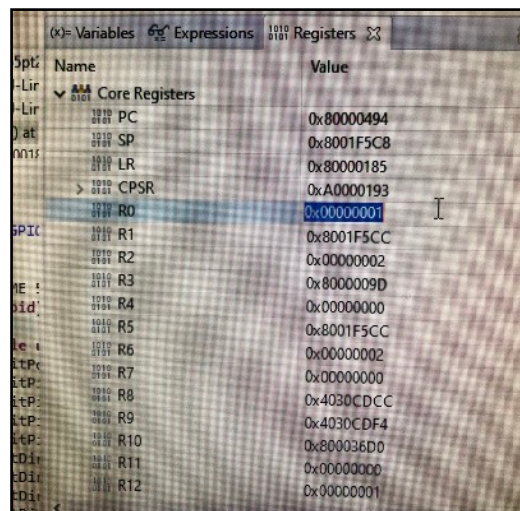 (x)= Variables Expressions Registers
Name Value
Core Registers
PC 0x80000494
SP 0x8001F5C8
LR 0x80000185
CPSR 0xA0000193
R0 0x00000001
R1 0x8001F5CC
R2 0x00000002
R3 0x8000009D
R4 0x00000000
R5 0x8001F5CC
R6 0x00000002
R7 0x00000000
R8 0x4030CDCC
R9 0x4030CDF4
R10 0x800036D0
R11 0x00000000
R12 0x00000001